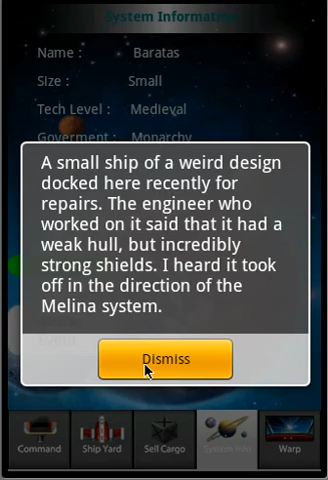 System Information
Name : Baratas
Size : Small
Tech Level : Medieval
Goverment : Monarchy
A small ship of a weird design
docked here recently for
repairs. The engineer who
worked on it said that it had a
weak hull, but incredibly
strong shields. I heard it took
off in the direction of the
Melina system.
Dismiss
Command Ship Yard Sell Cargo System Info Warp